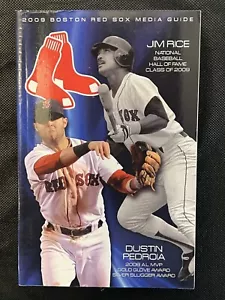 2009 BOSTON RED SOX MEDIA GUIDE
JIM RICE
NATIONAL
BASEBALL
HALL OF FAME
CLASS OF 2009
RED SOX
DUSTIN
PEDROIA
2008 A.L. MVP
GOLD GLOVE AWARD
SILVER SLUGGER AWARD